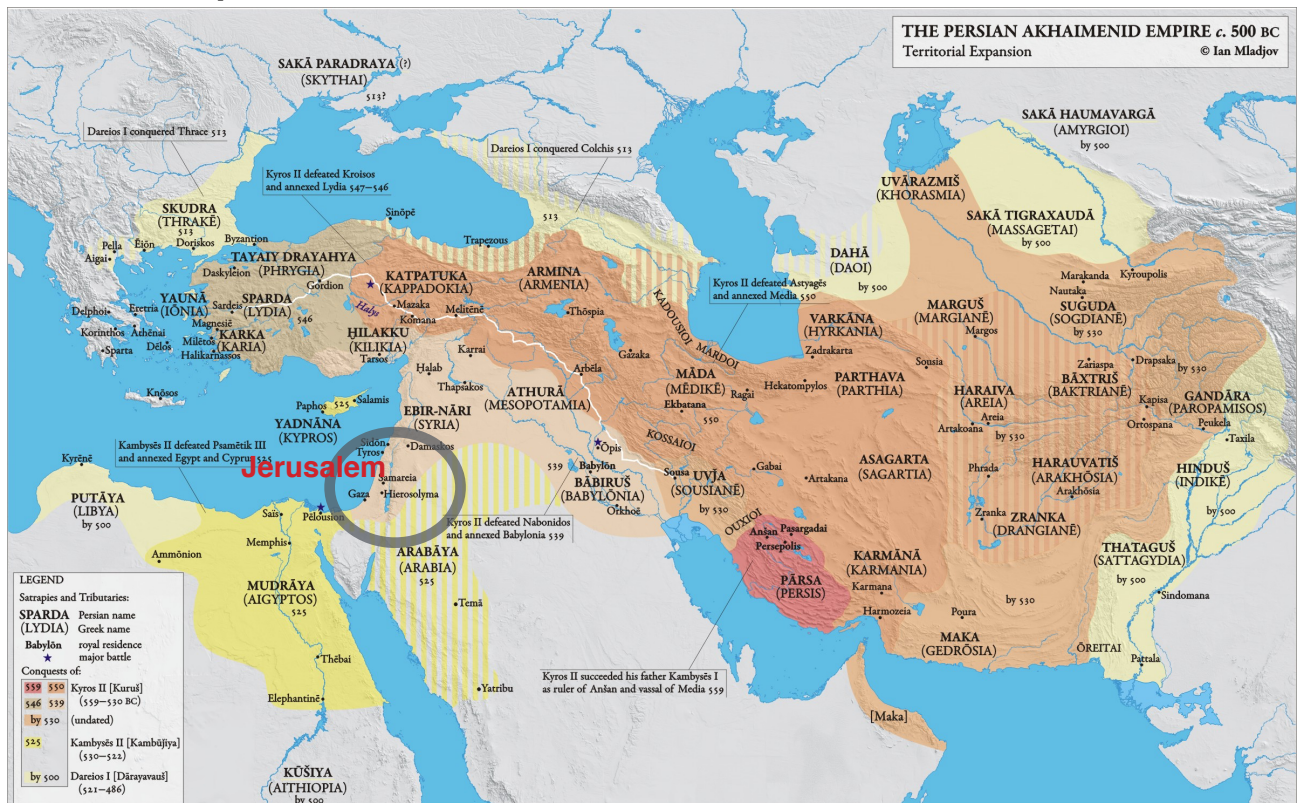 THE PERSIAN AKHAIMENID EMPIRE c. 500 BC
Territorial Expansion
© Ian Mladjov
SAKĀ PARADRAYA (?)
(SKYTHAI)
513?
Dareios I conquered Thrace 513
Dareios I conquered Colchis 513
Kyros II defeated Kroisos
and annexed Lydia 547–546
SAKĀ HAUMAVARGĀ
(AMYRGIOI)
by 500
UVĀRAZMIŠ
(KHORASMIA)
SAKĀ TIGRAXAUDĀ
(MASSAGETAI)
by 500
SKUDRA
(THRAKĒ)
513
Pella
Aigai
Ēïōn
Doriskos
Byzantion
Sinōpē
Trapezous
513
DAHĀ
(DAOI)
by 500
TAYAIY DRAYAHYA
(PHRYGIA)
Daskyleion
Gordion
KATPATUKA
(KAPPADOKIA)
ARMINA
(ARMENIA)
Kyros II defeated Astyagēs
and annexed Media 550
Marakanda
Kyroupolis
Nautaka
SUGUDA
(SOGDIANĒ)
by 530
YAUNĀ
(IŌNIA)
SPARDA
(LYDIA)
Sardeis
546
Halys
Mazaka
Komana
Melitēnē
Thōspia
KADOUSIOI
MARDOI
VARKĀNA
(HYRKANIA)
Zadrakarta
MARGUŠ
(MARGIANĒ)
Margos
Delphoi
Eretria
Korinthos
Athēnai
Sparta
Dēlos
Magnesiē
Milētos
Halikarnassos
KARKA
(KARIA)
ḪILAKKU
(KILIKIA)
Tarsos
Karrai
Gazaka
Sousia
Zariaspa
Drapsaka
by 530
BĀXTRIŠ
(BAKTRIANĒ)
Knōsos
Paphos
525
Salamis
YADNĀNA
(KYPROS)
Ḥalab
Thapsakos
ATHURĀ
(MESOPOTAMIA)
Arbēla
MĀDA
(MĒDIKĒ)
Ragai
Ekbatana
550
Hekatompylos
PARTHAVA
(PARTHIA)
HARAIVA
(AREIA)
Areia
Artakoana
by 530
Kapisa
Ortospana
GANDĀRA
(PAROPAMISOS)
Peukela
Taxila
EBIR-NĀRI
(SYRIA)
Kambysēs II defeated Psamētik III
and annexed Egypt and Cyprus 525
Kyrēnē
Sidōn
Tyros
Damaskos
Jerusalem
Samareia
Gaza
Hierosolyma
KOSSAIOI
Ōpis
539
Babylōn
BĀBIRUŠ
(BABYLŌNIA)
Orkhoē
Sousa
UVJA
(SOUSIANĒ)
by 530
Gabai
Artakana
ASAGARTA
(SAGARTIA)
Phrada
HARAUVATIŠ
(ARAKHŌSIA)
Arakhōsia
Zranka
ZRANKA
(DRANGIANĒ)
HINDUŠ
(INDIKĒ)
by 500
PUTĀYA
(LIBYA)
by 500
Ammōnion
Saïs
Pēlousion
Memphis
MUDRĀYA
(AIGYPTOS)
525
Thēbai
Elephantinē
KŪŠIYA
(AITHIOPIA)
by 500
Kyros II defeated Nabonidos
and annexed Babylonia 539
ARABĀYA
(ARABIA)
525
Temā
Yatribu
OUXIOI
Anšan
Pasargadai
Persepolis
PĀRSA
(PERSIS)
KARMĀNĀ
(KARMANIA)
Karmana
Harmozeia
Poura
by 530
MAKA
(GEDRŌSIA)
ŌREITAI
THATAGUŠ
(SATTAGYDIA)
by 500
Sindomana
Pattala
[Maka]
Kyros II succeeded his father Kambysēs I
as ruler of Anšan and vassal of Media 559
LEGEND
Satrapies and Tributaries:
SPARDA Persian name
(LYDIA) Greek name
Babylōn royal residence
major battle
Conquests of:
559 550 Kyros II [Kuruš]
546 539 (559–530 BC)
by 530 (undated)
525 Kambysēs II [Kambūjiya]
(530–522)
by 500 Dareios I [Dārayavauš]
(521–486)